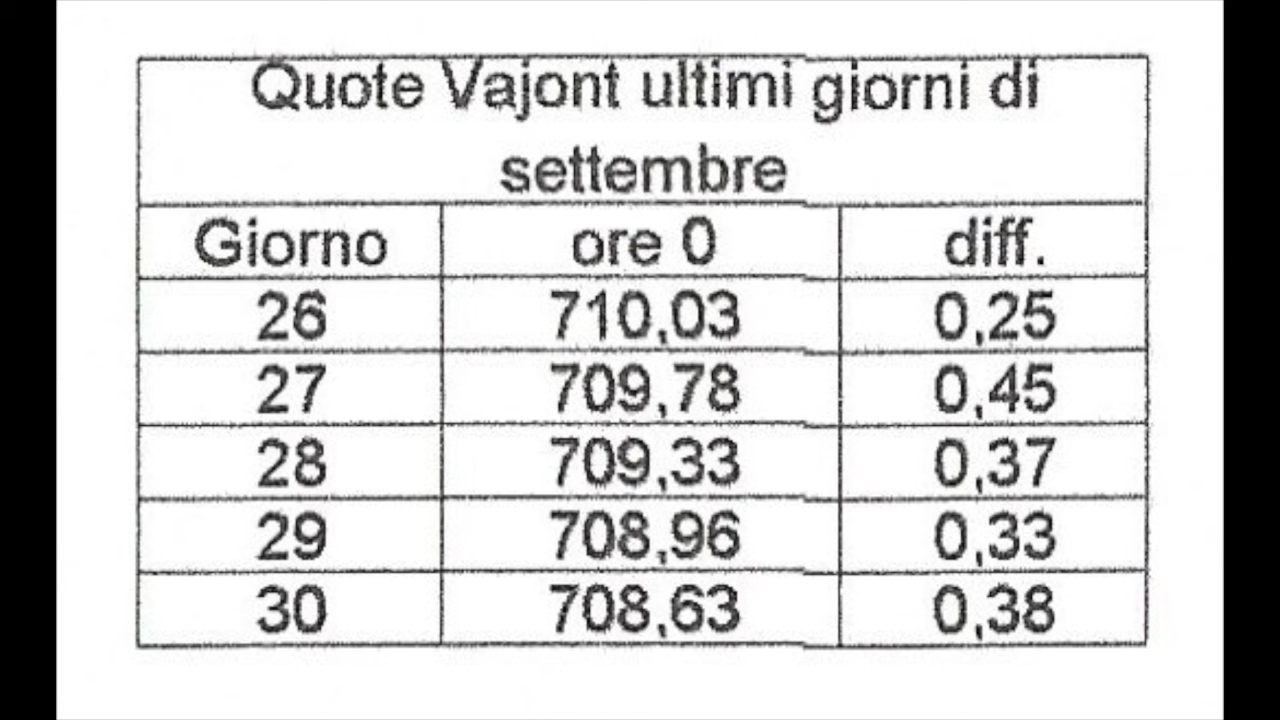 Quote Vajont ultimi giorni di
settembre
Giorno ore 0 diff.
26 710,03 0,25
27 709,78 0,45
28 709,33 0,37
29 708,96 0,33
30 708,63 0,38